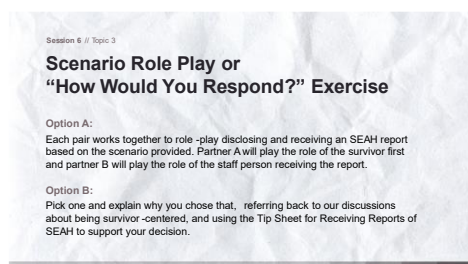 Session 6 // Topic 3
Scenario Role Play or
“How Would You Respond?” Exercise
Option A:
Each pair works together to role -play disclosing and receiving an SEAH report
based on the scenario provided. Partner A will play the role of the survivor first
and partner B will play the role of the staff person receiving the report.
Option B:
Pick one and explain why you chose that, referring back to our discussions
about being survivor -centered, and using the Tip Sheet for Receiving Reports of
SEAH to support your decision.